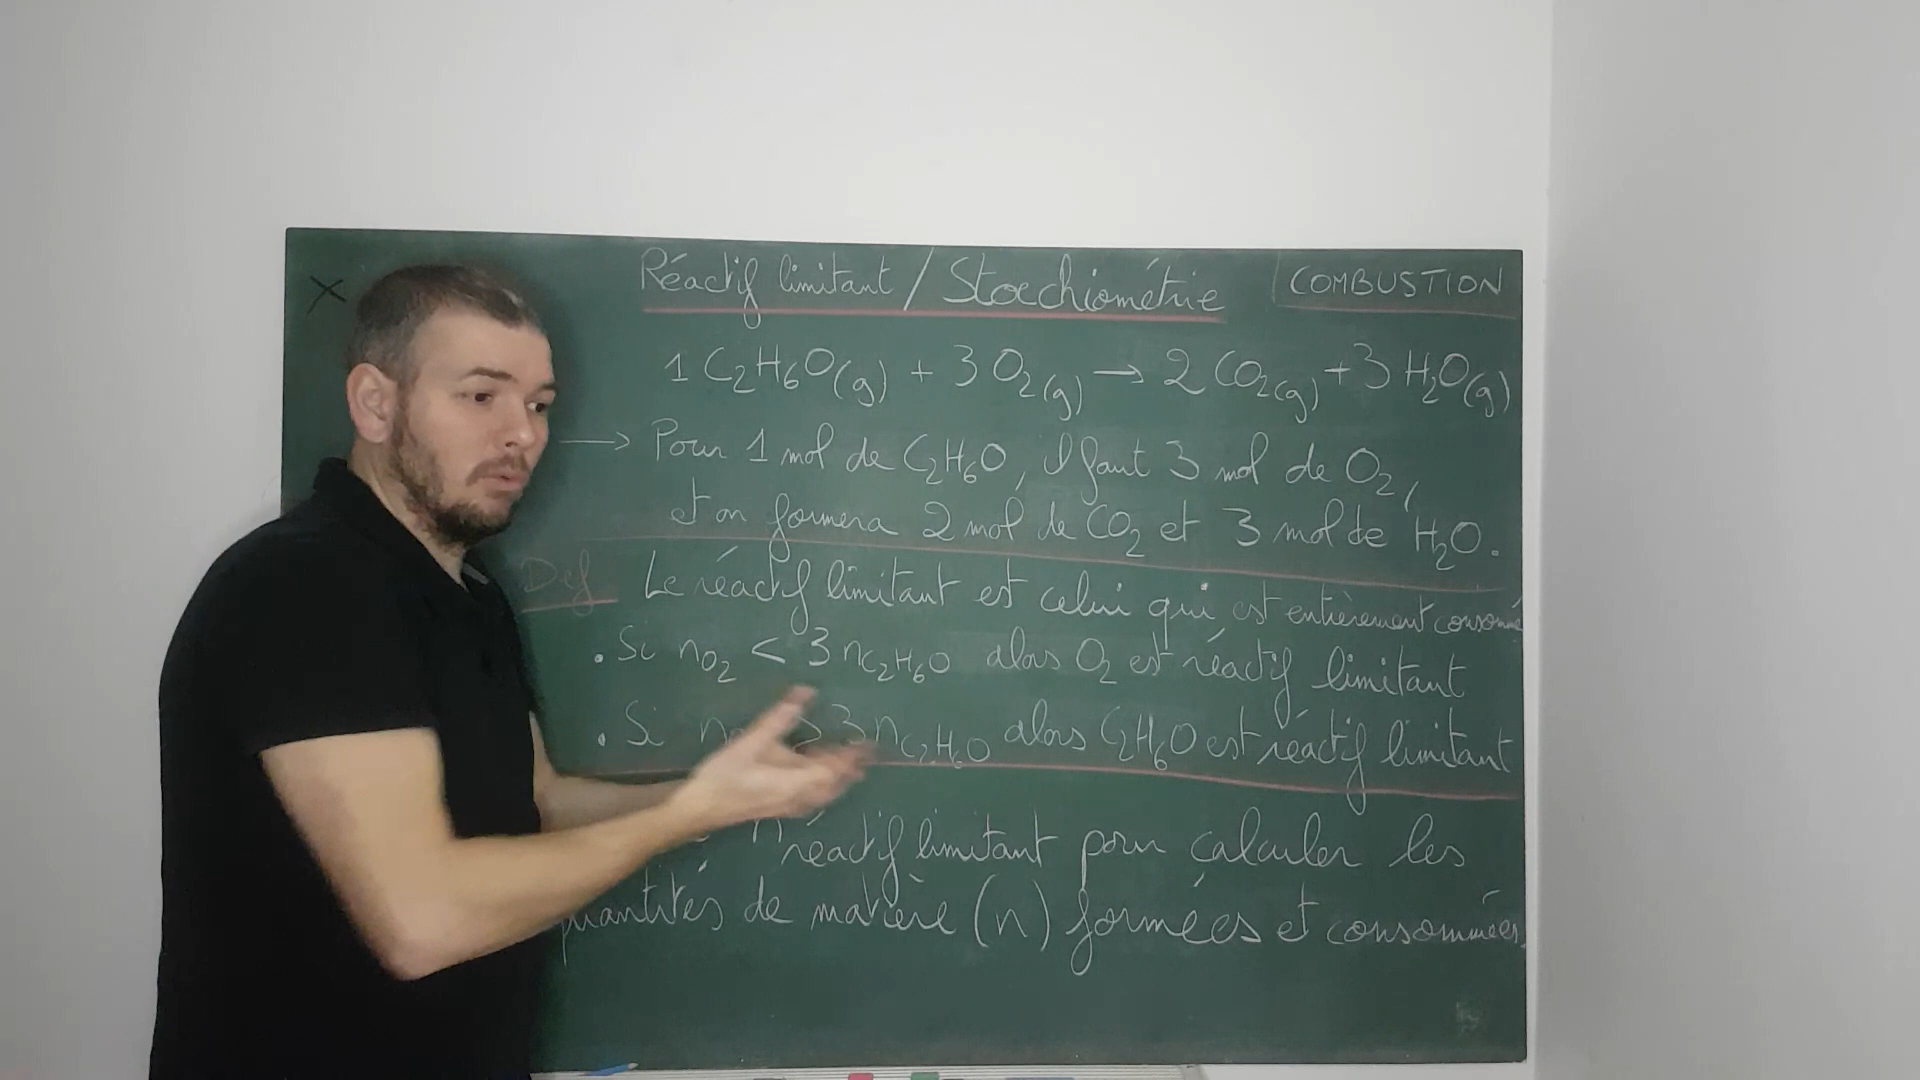 Réactif limitant / Stoechiométrie
COMBUSTION
1 C₂H₆O(g) + 3 O₂(g) → 2 CO₂(g) + 3 H₂O(g)
→ Pour 1 mol de C₂H₆O, il faut 3 mol de O₂,
et on formera 2 mol de CO₂ et 3 mol de H₂O.
Def Le réactif limitant est celui qui est entièrement consommé
. Si nO₂ < 3 nC₂H₆O alors O₂ est réactif limitant
. Si n > 3 nC₂H₆O alors C₂H₆O est réactif limitant
n réactif limitant pour calculer les
quantités de matière (n) formées et consommées.